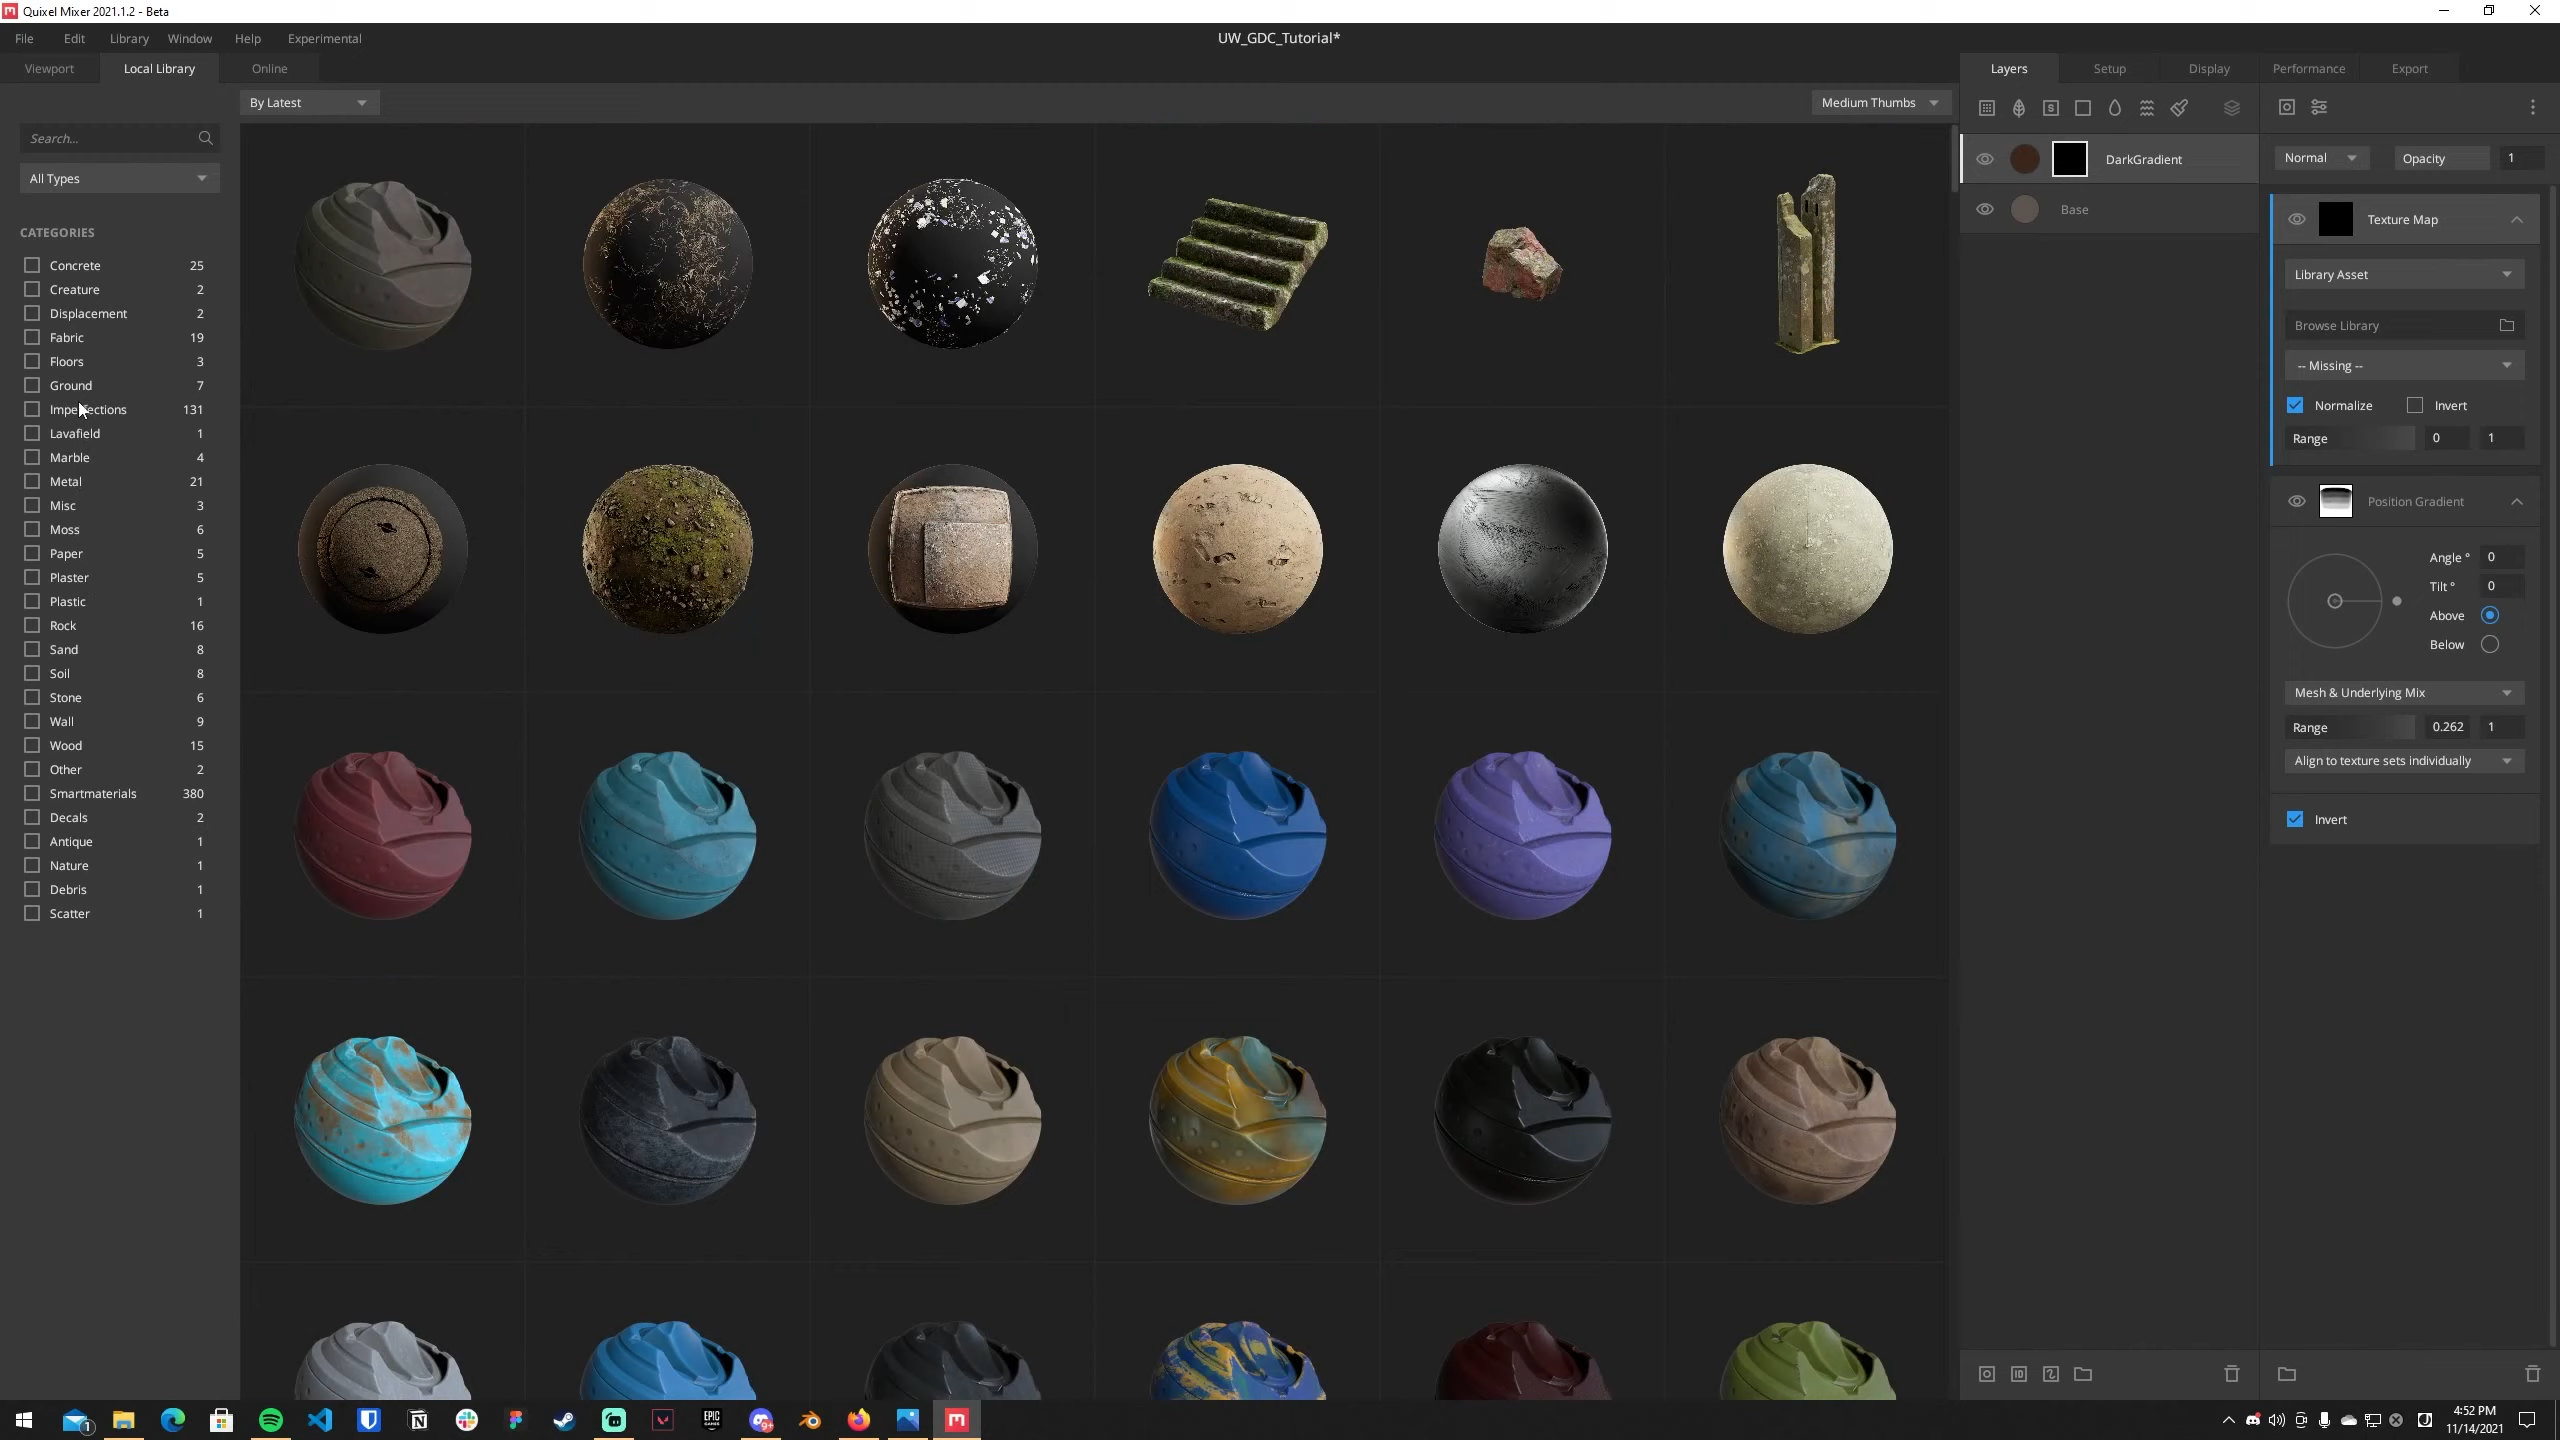 Quixel Mixer 2021.1.2 - Beta
File Edit Library Window Help Experimental
UW_GDC_Tutorial*
Viewport Local Library Online
By Latest
Medium Thumbs
Search...
All Types
CATEGORIES
Concrete 25
Creature 2
Displacement 2
Fabric 19
Floors 3
Ground 7
Imperfections 131
Lavafield 1
Marble 4
Metal 21
Misc 3
Moss 6
Paper 5
Plaster 5
Plastic 1
Rock 16
Sand 8
Soil 8
Stone 6
Wall 9
Wood 15
Other 2
Smartmaterials 380
Decals 2
Antique 1
Nature 1
Debris 1
Scatter 1
Layers Setup Display Performance Export
DarkGradient
Base
Normal Opacity 1
Texture Map
Library Asset
Browse Library
-- Missing --
Normalize Invert
Range 0 1
Position Gradient
Angle ° 0
Tilt ° 0
Above
Below
Mesh & Underlying Mix
Range 0.262 1
Align to texture sets individually
Invert
4:52 PM
11/14/2021